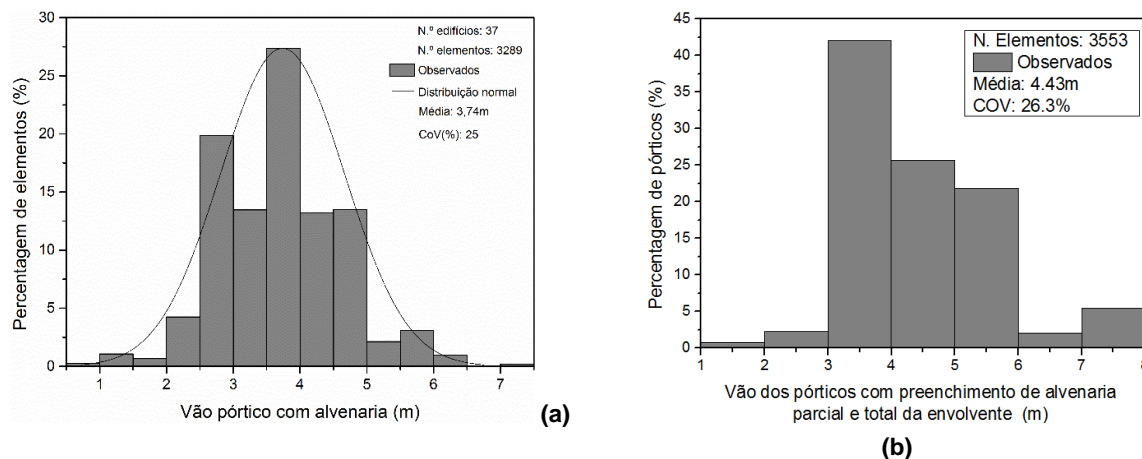 30
25
20
15
10
5
0
Percentagem de elementos (%)
N.º edifícios: 37
N.º elementos: 3289
Observados
Distribuição normal
Média: 3,74m
CoV(%): 25
1 2 3 4 5 6 7
Vão pórtico com alvenaria (m)
(a)
45
40
35
30
25
20
15
10
5
0
Percentagem de pórticos (%)
N. Elementos: 3553
Observados
Média: 4.43m
COV: 26.3%
1 2 3 4 5 6 7 8
Vão dos pórticos com preenchimento de alvenaria
parcial e total da envolvente (m)
(b)